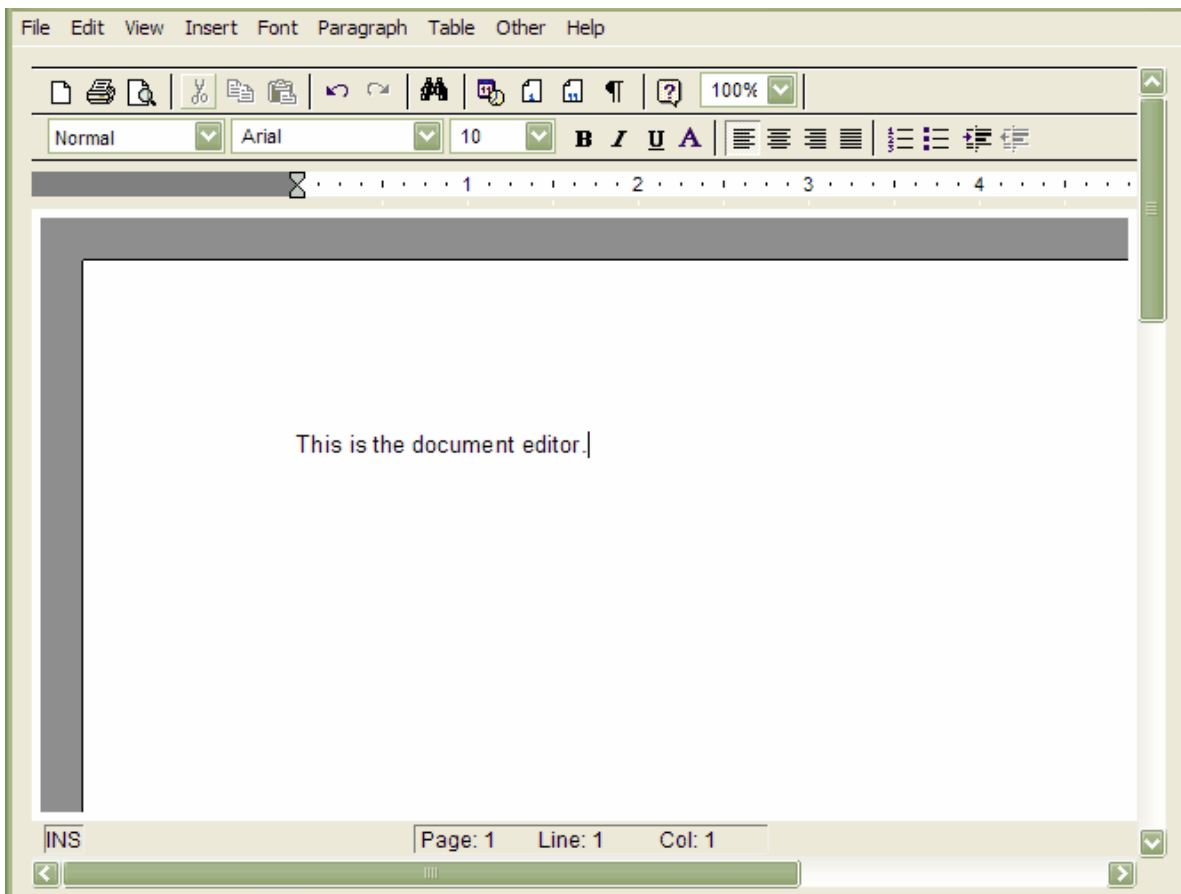 File Edit View Insert Font Paragraph Table Other Help
100%
Normal Arial 10 B I U A
1 2 3 4
This is the document editor.
INS Page: 1 Line: 1 Col: 1